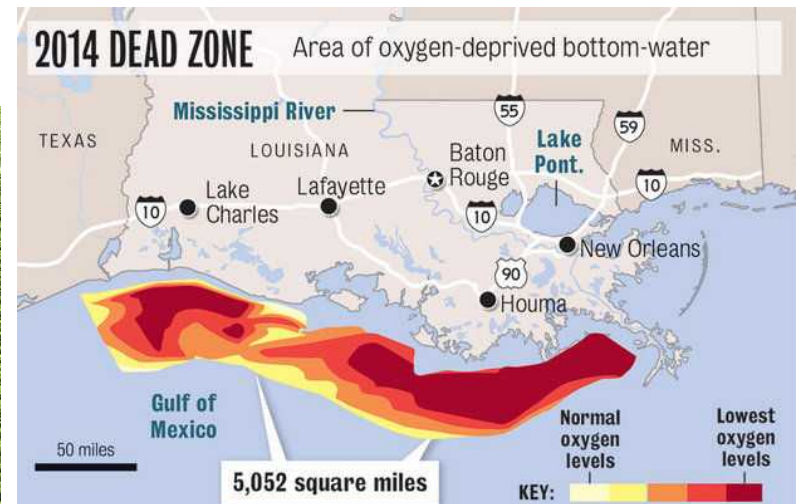 2014 DEAD ZONE
Area of oxygen-deprived bottom-water
Mississippi River
55
59
TEXAS
LOUISIANA
Baton
Rouge
Lake
Pont.
MISS.
Lake
Charles
Lafayette
10
10
10
New Orleans
90
Houma
Gulf of
Mexico
50 miles
5,052 square miles
Normal
oxygen
levels
Lowest
oxygen
levels
KEY: